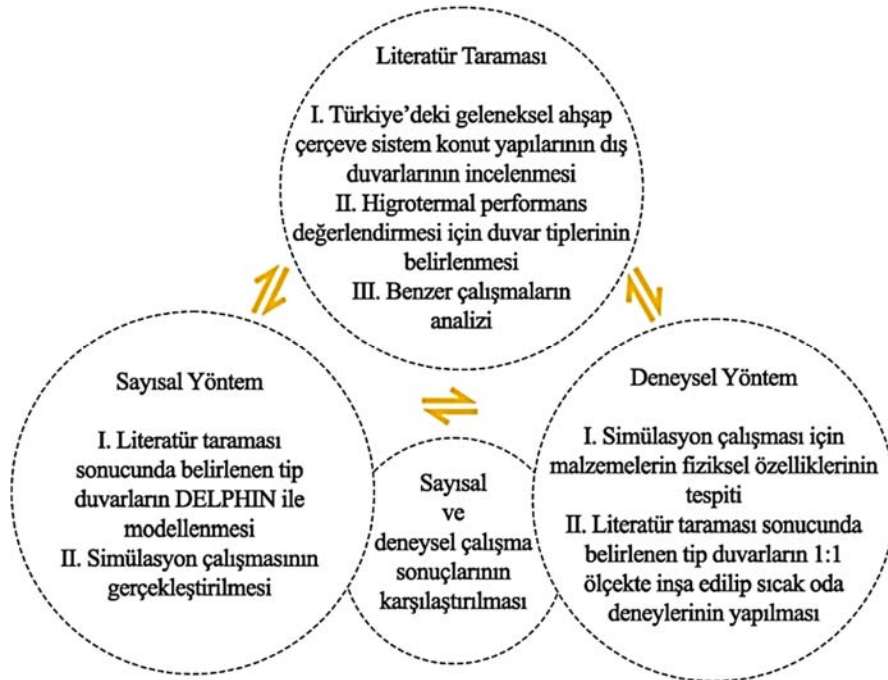 Literatür Taraması
I. Türkiye’deki geleneksel ahşap
çerçeve sistem konut yapılarının dış
duvarlarının incelenmesi
II. Higrotermal performans
değerlendirmesi için duvar tiplerinin
belirlenmesi
III. Benzer çalışmaların
analizi
Sayısal Yöntem
I. Literatür taraması
sonucunda belirlenen tip
duvarların DELPHIN ile
modellenmesi
II. Simülasyon çalışmasının
gerçekleştirilmesi
Sayısal
ve
deneysel çalışma
sonuçlarının
karşılaştırılması
Deneysel Yöntem
I. Simülasyon çalışması için
malzemelerin fiziksel özelliklerinin
tespiti
II. Literatür taraması sonucunda
belirlenen tip duvarların 1:1
ölçekte inşa edilip sıcak oda
deneylerinin yapılması